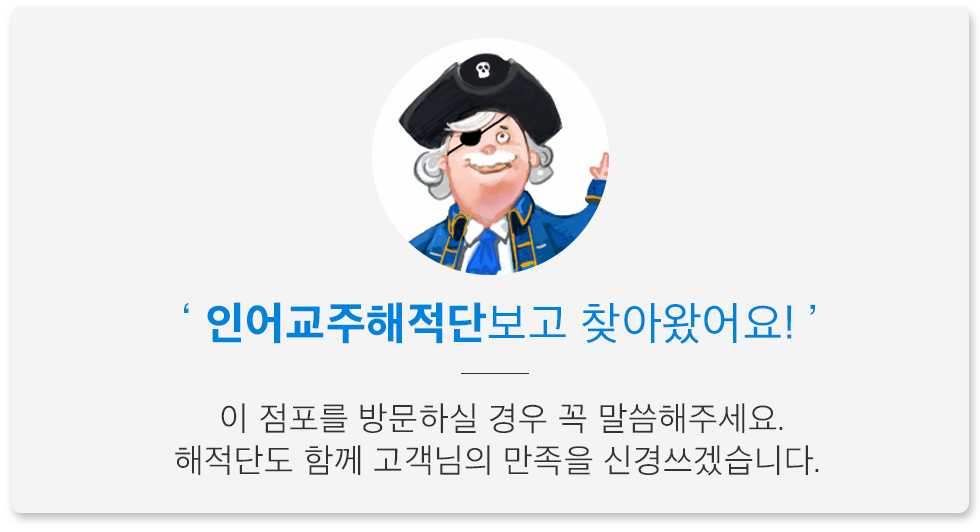 ‘ 인어교주해적단보고 찾아왔어요! ’
이 점포를 방문하실 경우 꼭 말씀해주세요.
해적단도 함께 고객님의 만족을 신경쓰겠습니다.